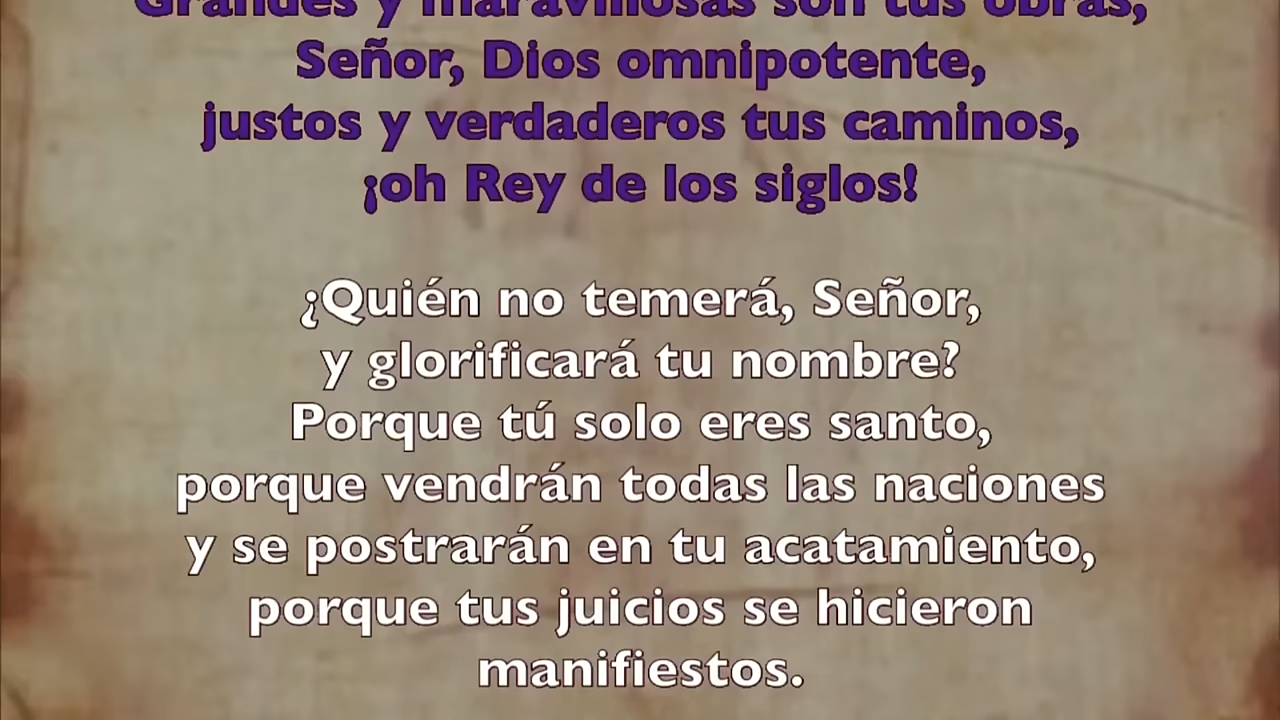 Grandes y maravillosas son tus obras,
Señor, Dios omnipotente,
justos y verdaderos tus caminos,
¡oh Rey de los siglos!
¿Quién no temerá, Señor,
y glorificará tu nombre?
Porque tú solo eres santo,
porque vendrán todas las naciones
y se postrarán en tu acatamiento,
porque tus juicios se hicieron
manifiestos.